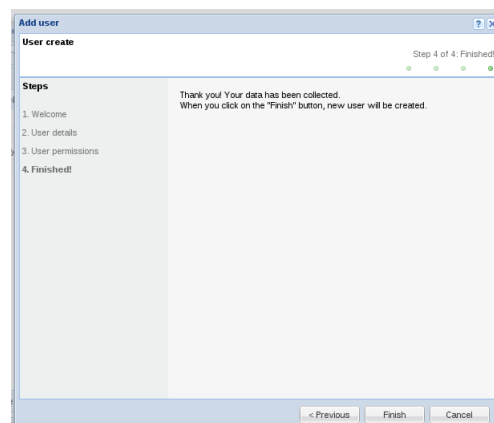 Add user
User create
Step 4 of 4: Finished!
Steps
Thank you! Your data has been collected.
When you click on the "Finish" button, new user will be created.
1. Welcome
2. User details
3. User permissions
4. Finished!
< Previous
Finish
Cancel